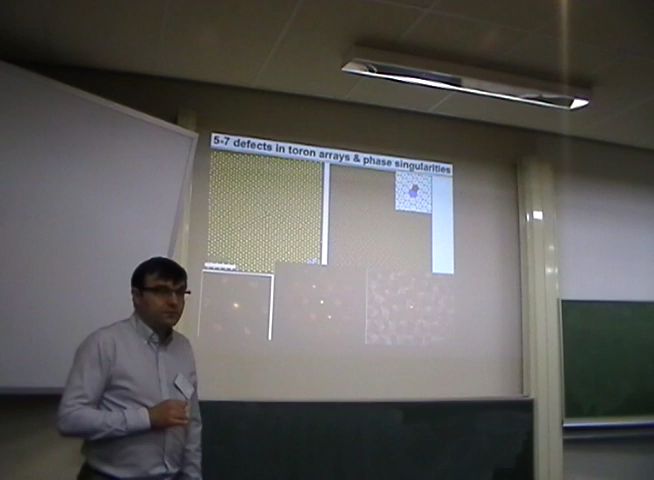 5-7 defects in toron arrays & phase singularities